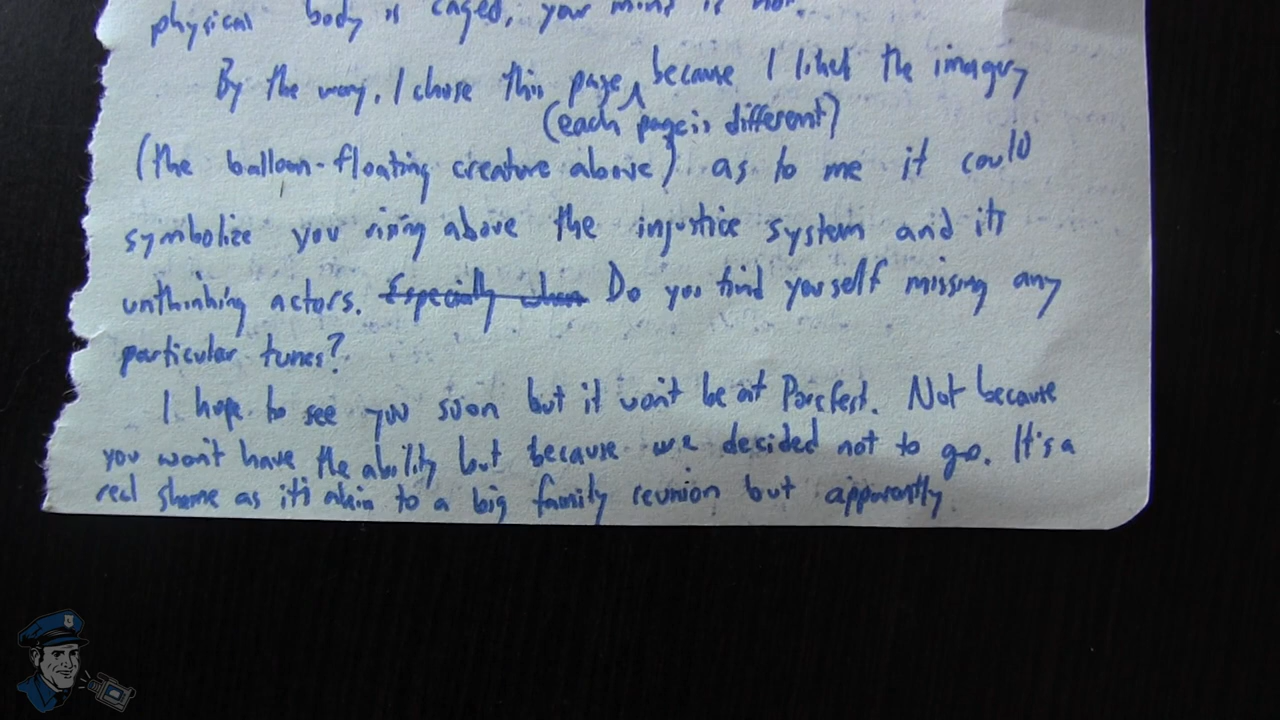 physical body is caged, your mind is not.
By the way, I chose this page ^ because I liked the imagery
(each page is different)
(the balloon-floating creature above) as to me it could
symbolize you rising above the injustice system and its
unthinking actors. Especially when Do you find yourself missing any
particular tunes?
I hope to see you soon but it won't be at Porcfest. Not because
you won't have the ability but because we decided not to go. It's a
real shame as it's akin to a big family reunion but apparently